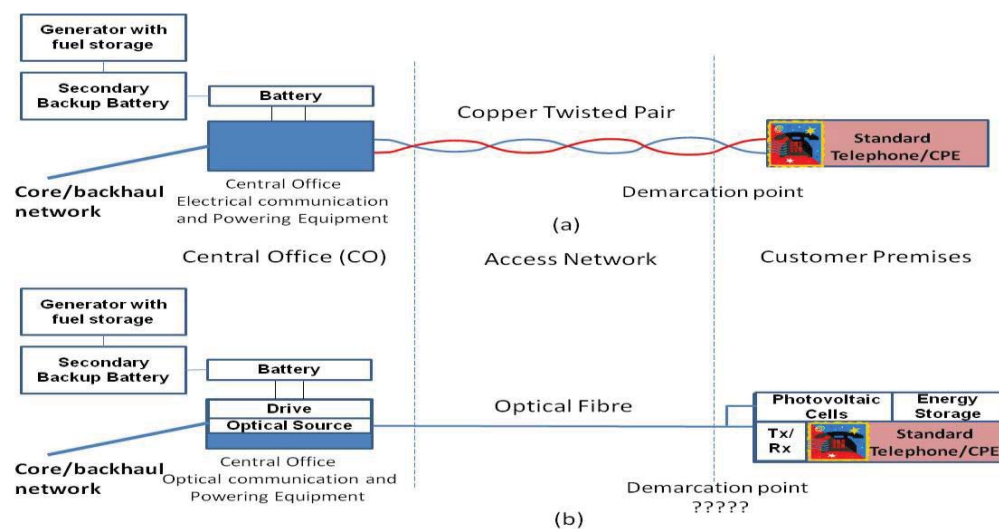 Generator with
fuel storage
Secondary
Backup Battery
Battery
Copper Twisted Pair
Standard
Telephone/CPE
Core/backhaul
network
Central Office
Electrical communication
and Powering Equipment
Demarcation point
(a)
Central Office (CO)
Access Network
Customer Premises
Generator with
fuel storage
Secondary
Backup Battery
Battery
Drive
Optical Source
Optical Fibre
Photovoltaic
Cells
Energy
Storage
Tx/
Rx
Standard
Telephone/CPE
Core/backhaul
network
Central Office
Optical communication and
Powering Equipment
Demarcation point
?????
(b)